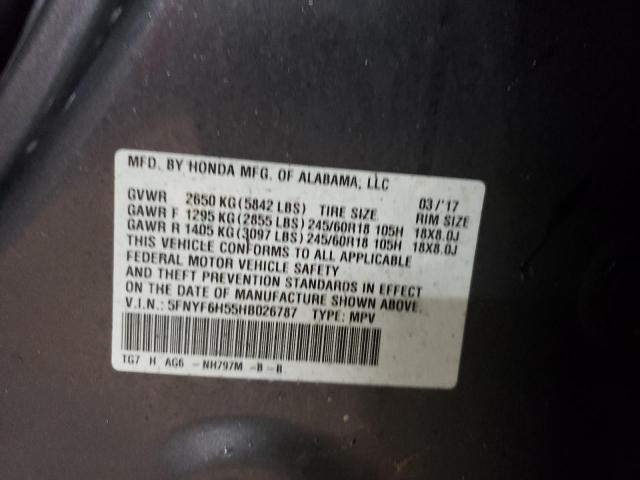 MFD. BY HONDA MFG. OF ALABAMA, LLC
03/'17
GVWR 2650 KG(5842 LBS) TIRE SIZE RIM SIZE
GAWR F 1295 KG(2855 LBS)245/60R18 105H 18X8.0J
GAWR R 1405 KG(3097 LBS)245/60R18 105H 18X8.0J
THIS VEHICLE CONFORMS TO ALL APPLICABLE
FEDERAL MOTOR VEHICLE SAFETY
AND THEFT PREVENTION STANDARDS IN EFFECT
ON THE DATE OF MANUFACTURE SHOWN ABOVE.
V.I.N.: 5FNYF6H55HB026787 TYPE: MPV
TG7 H AG6 -NH797M -B-B